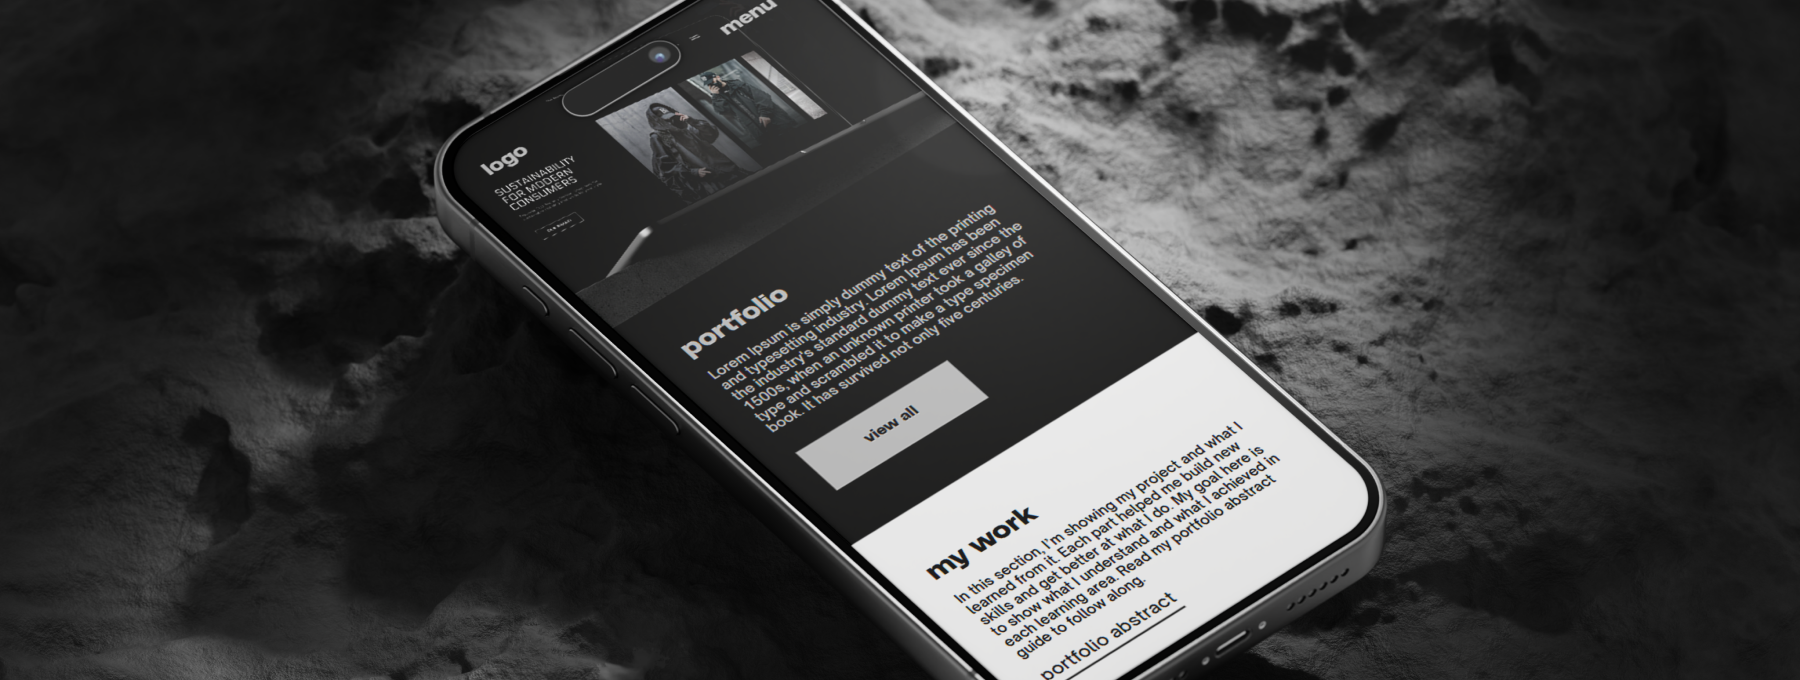 menu
logo
SUSTAINABILITY
FOR MODERN
CONSUMERS
portfolio
Lorem Ipsum is simply dummy text of the printing
and typesetting industry. Lorem Ipsum has been
the industry's standard dummy text ever since the
1500s, when an unknown printer took a galley of
type and scrambled it to make a type specimen
book. It has survived not only five centuries.
view all
my work
In this section, I'm showing my project and what I
learned from it. Each part helped me build new
skills and get better at what I do. My goal here is
to show what I understand and what I achieved in
each learning area. Read my portfolio abstract
guide to follow along.
portfolio abstract